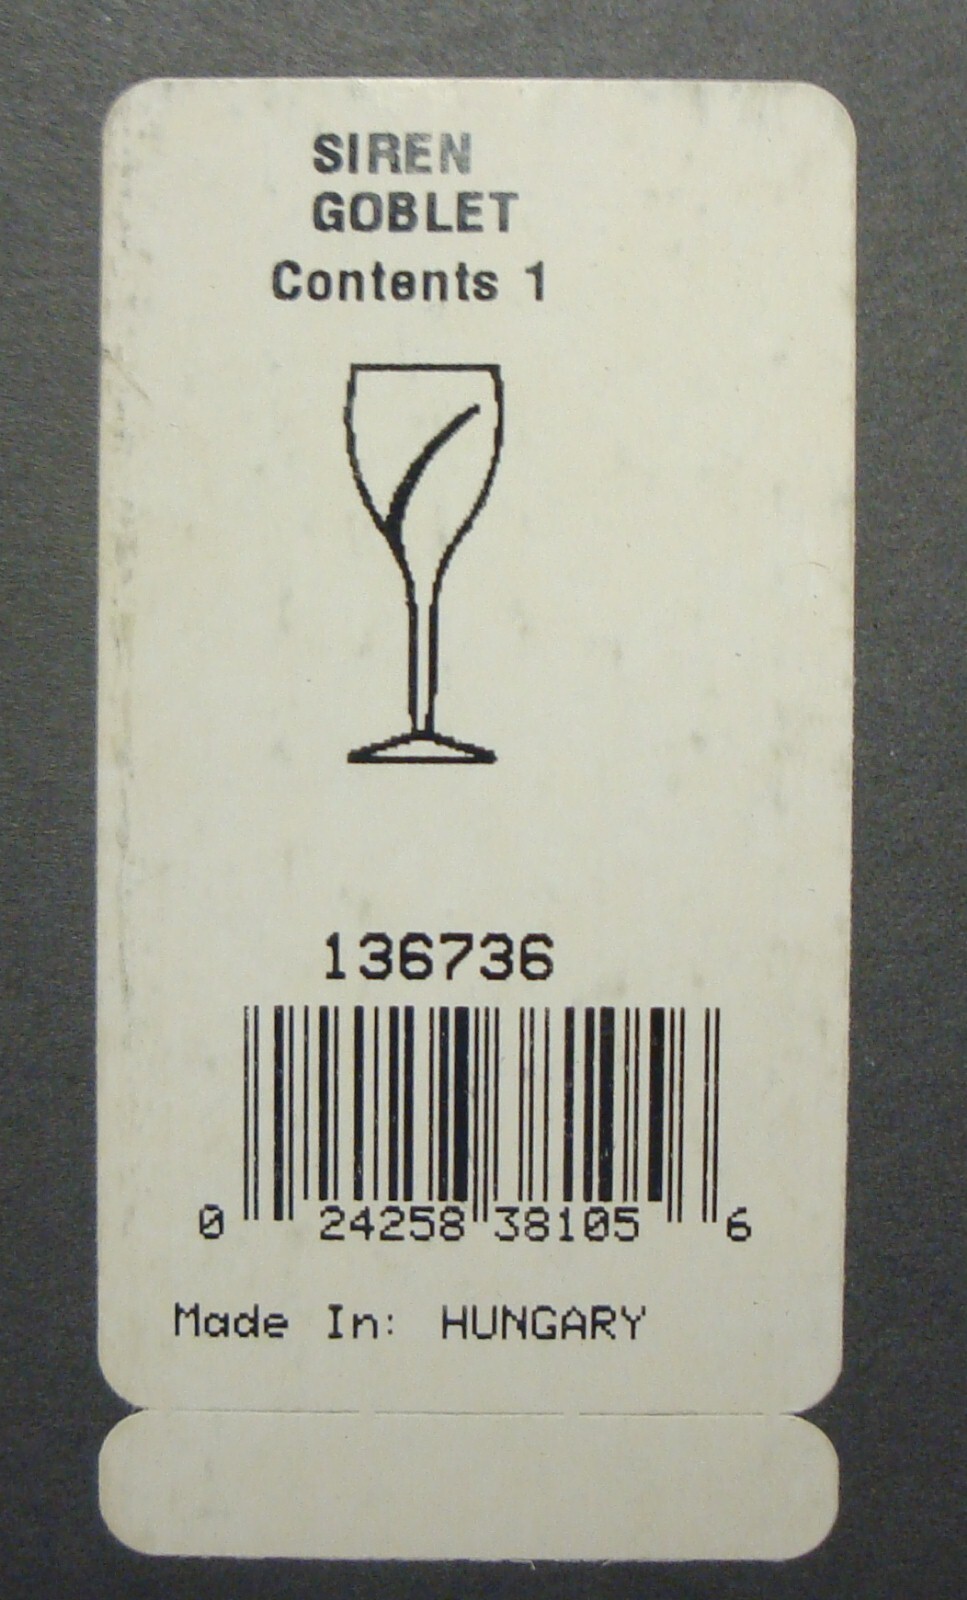 SIREN
GOBLET
Contents 1
136736
0 24258 38105 6
Made In: HUNGARY